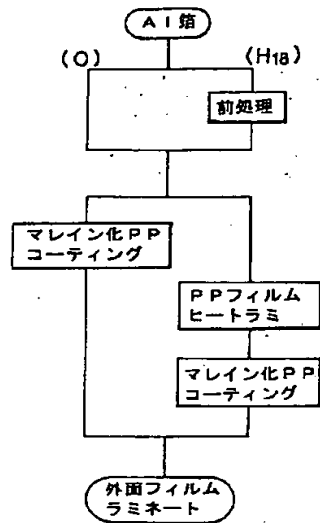 Al箔
(O)
(H18)
前処理
マレイン化PP
コーティング
PPフィルム
ヒートラミ
マレイン化PP
コーティング
外面フィルム
ラミネート